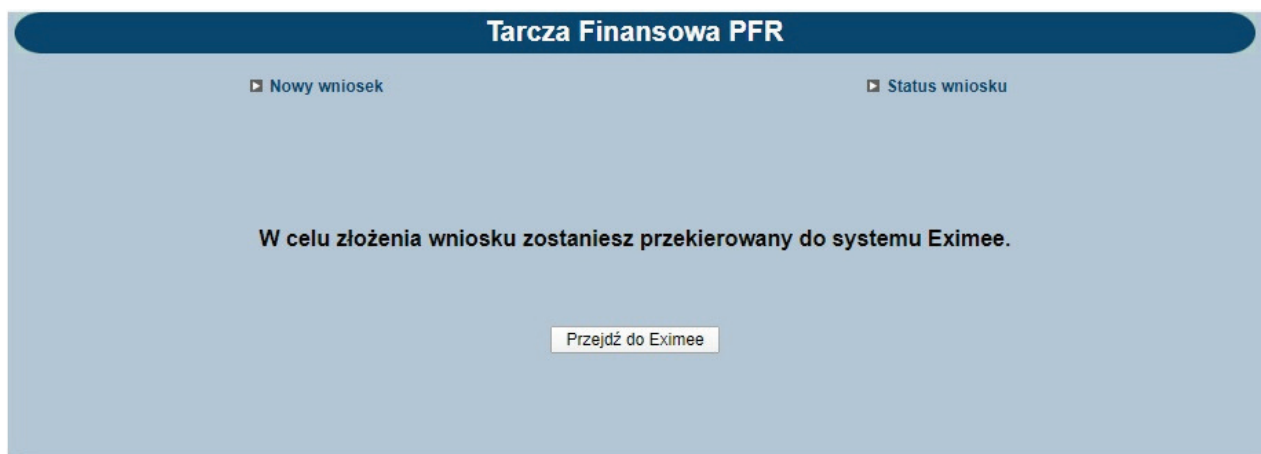 Tarcza Finansowa PFR
Nowy wniosek
Status wniosku
W celu złożenia wniosku zostaniesz przekierowany do systemu Eximee.
Przejdź do Eximee